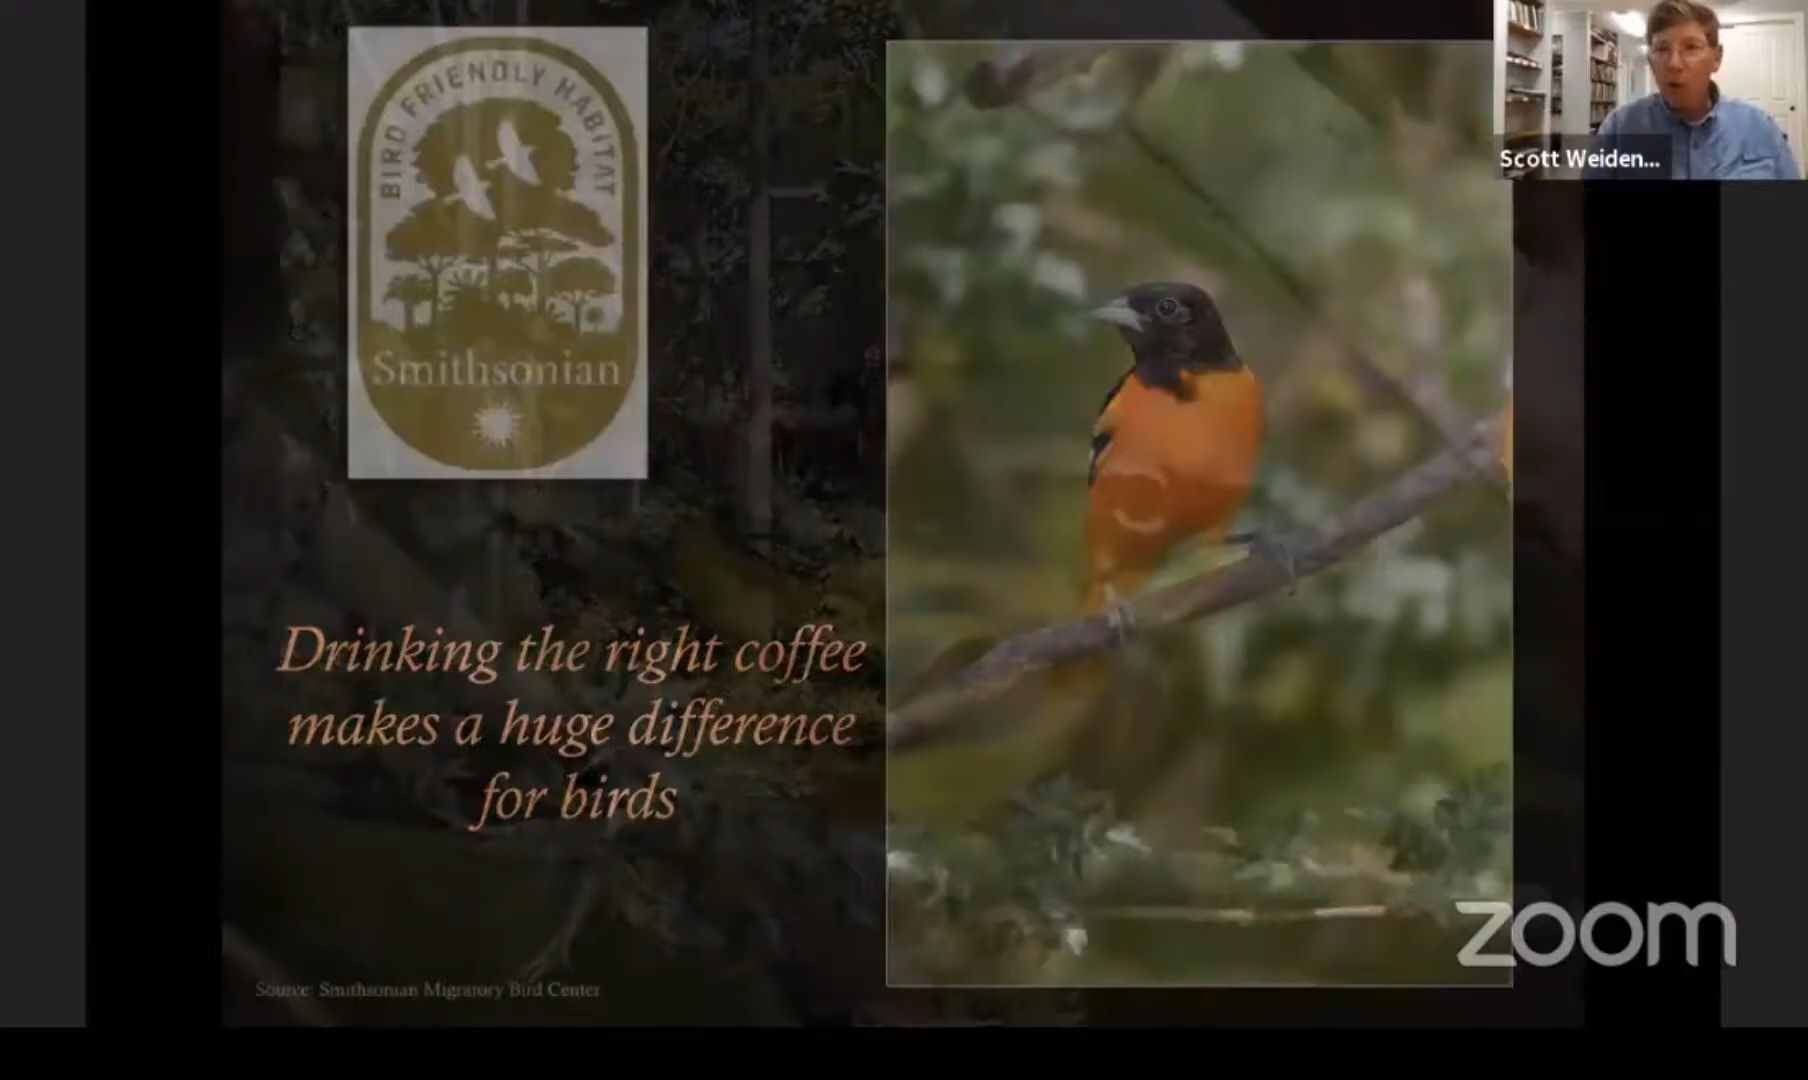 BIRD FRIENDLY HABITAT
Smithsonian
Scott Weiden...
Drinking the right coffee
makes a huge difference
for birds
Source: Smithsonian Migratory Bird Center
zoom